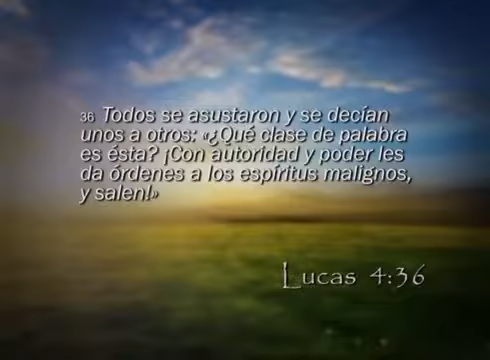 36 Todos se asustaron y se decían
unos a otros: «¿Qué clase de palabra
es ésta? ¡Con autoridad y poder les
da órdenes a los espíritus malignos,
y salen!»
Lucas 4:36